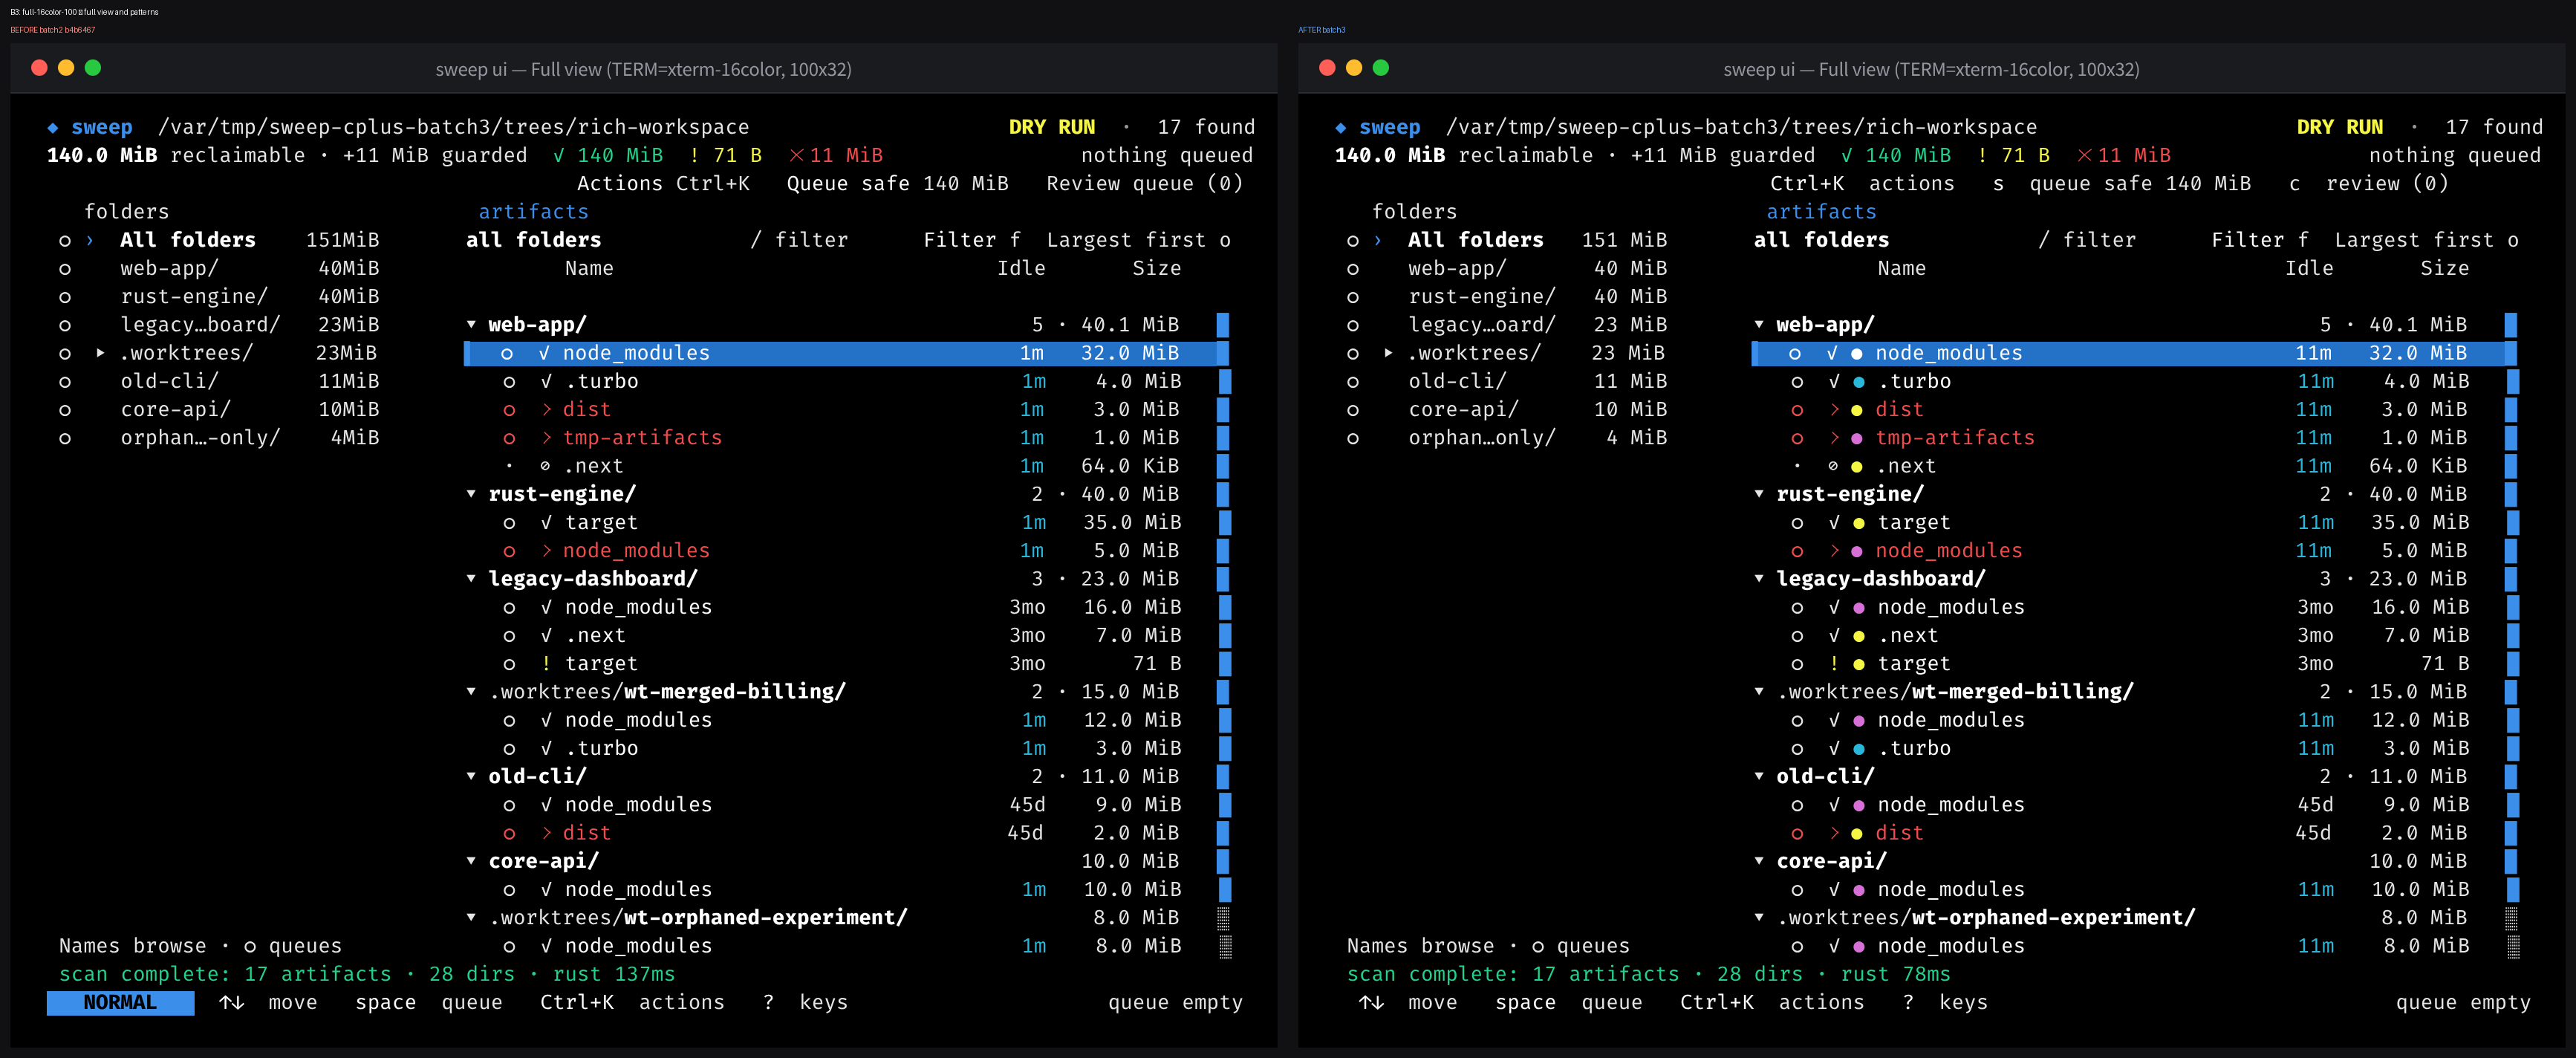 B3: full-16color-100 full view and patterns
BEFORE batch2 b4b6467
sweep ui — Full view (TERM=xterm-16color, 100x32)
◆ sweep /var/tmp/sweep-cplus-batch3/trees/rich-workspace DRY RUN · 17 found
140.0 MiB reclaimable · +11 MiB guarded √ 140 MiB ! 71 B ×11 MiB nothing queued
Actions Ctrl+K Queue safe 140 MiB Review queue (0)
folders artifacts
○ › All folders 151MiB all folders / filter Filter f Largest first o
○ web-app/ 40MiB Name Idle Size
○ rust-engine/ 40MiB
○ legacy…board/ 23MiB ▾ web-app/ 5 · 40.1 MiB
○ ▸ .worktrees/ 23MiB ○ √ node_modules 1m 32.0 MiB
○ old-cli/ 11MiB ○ √ .turbo 1m 4.0 MiB
○ core-api/ 10MiB ○ > dist 1m 3.0 MiB
○ orphan…-only/ 4MiB ○ > tmp-artifacts 1m 1.0 MiB
· ⊘ .next 1m 64.0 KiB
▾ rust-engine/ 2 · 40.0 MiB
○ √ target 1m 35.0 MiB
○ > node_modules 1m 5.0 MiB
▾ legacy-dashboard/ 3 · 23.0 MiB
○ √ node_modules 3mo 16.0 MiB
○ √ .next 3mo 7.0 MiB
○ ! target 3mo 71 B
▾ .worktrees/wt-merged-billing/ 2 · 15.0 MiB
○ √ node_modules 1m 12.0 MiB
○ √ .turbo 1m 3.0 MiB
▾ old-cli/ 2 · 11.0 MiB
○ √ node_modules 45d 9.0 MiB
○ > dist 45d 2.0 MiB
▾ core-api/ 10.0 MiB
○ √ node_modules 1m 10.0 MiB
▾ .worktrees/wt-orphaned-experiment/ 8.0 MiB
Names browse · ○ queues ○ √ node_modules 1m 8.0 MiB
scan complete: 17 artifacts · 28 dirs · rust 137ms
NORMAL ↑↓ move space queue Ctrl+K actions ? keys queue empty
AFTER batch3
sweep ui — Full view (TERM=xterm-16color, 100x32)
◆ sweep /var/tmp/sweep-cplus-batch3/trees/rich-workspace DRY RUN · 17 found
140.0 MiB reclaimable · +11 MiB guarded √ 140 MiB ! 71 B ×11 MiB nothing queued
Ctrl+K actions s queue safe 140 MiB c review (0)
folders artifacts
○ › All folders 151 MiB all folders / filter Filter f Largest first o
○ web-app/ 40 MiB Name Idle Size
○ rust-engine/ 40 MiB
○ legacy…oard/ 23 MiB ▾ web-app/ 5 · 40.1 MiB
○ ▸ .worktrees/ 23 MiB ○ √ ● node_modules 11m 32.0 MiB
○ old-cli/ 11 MiB ○ √ ● .turbo 11m 4.0 MiB
○ core-api/ 10 MiB ○ > ● dist 11m 3.0 MiB
○ orphan…only/ 4 MiB ○ > ● tmp-artifacts 11m 1.0 MiB
· ⊘ ● .next 11m 64.0 KiB
▾ rust-engine/ 2 · 40.0 MiB
○ √ ● target 11m 35.0 MiB
○ > ● node_modules 11m 5.0 MiB
▾ legacy-dashboard/ 3 · 23.0 MiB
○ √ ● node_modules 3mo 16.0 MiB
○ √ ● .next 3mo 7.0 MiB
○ ! ● target 3mo 71 B
▾ .worktrees/wt-merged-billing/ 2 · 15.0 MiB
○ √ ● node_modules 11m 12.0 MiB
○ √ ● .turbo 11m 3.0 MiB
▾ old-cli/ 2 · 11.0 MiB
○ √ ● node_modules 45d 9.0 MiB
○ > ● dist 45d 2.0 MiB
▾ core-api/ 10.0 MiB
○ √ ● node_modules 11m 10.0 MiB
▾ .worktrees/wt-orphaned-experiment/ 8.0 MiB
Names browse · ○ queues ○ √ ● node_modules 11m 8.0 MiB
scan complete: 17 artifacts · 28 dirs · rust 78ms
↑↓ move space queue Ctrl+K actions ? keys queue empty